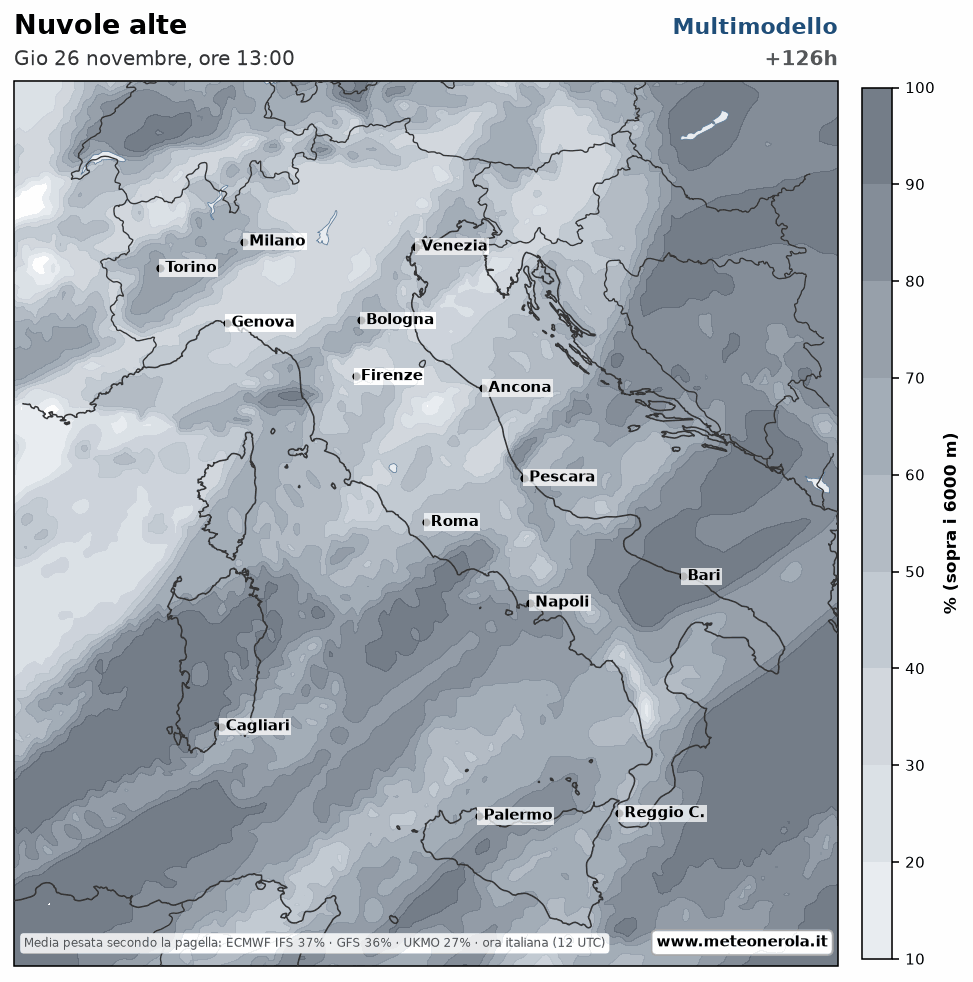 Nuvole alte
Multimodello
Gio 26 novembre, ore 13:00
+126h
Milano
Venezia
Torino
Genova
Bologna
Firenze
Ancona
Pescara
Roma
Bari
Napoli
Cagliari
Palermo
Reggio C.
100
90
80
70
60
50
40
30
20
10
% (sopra i 6000 m)
Media pesata secondo la pagella: ECMWF IFS 37% · GFS 36% · UKMO 27% · ora italiana (12 UTC)
www.meteonerola.it